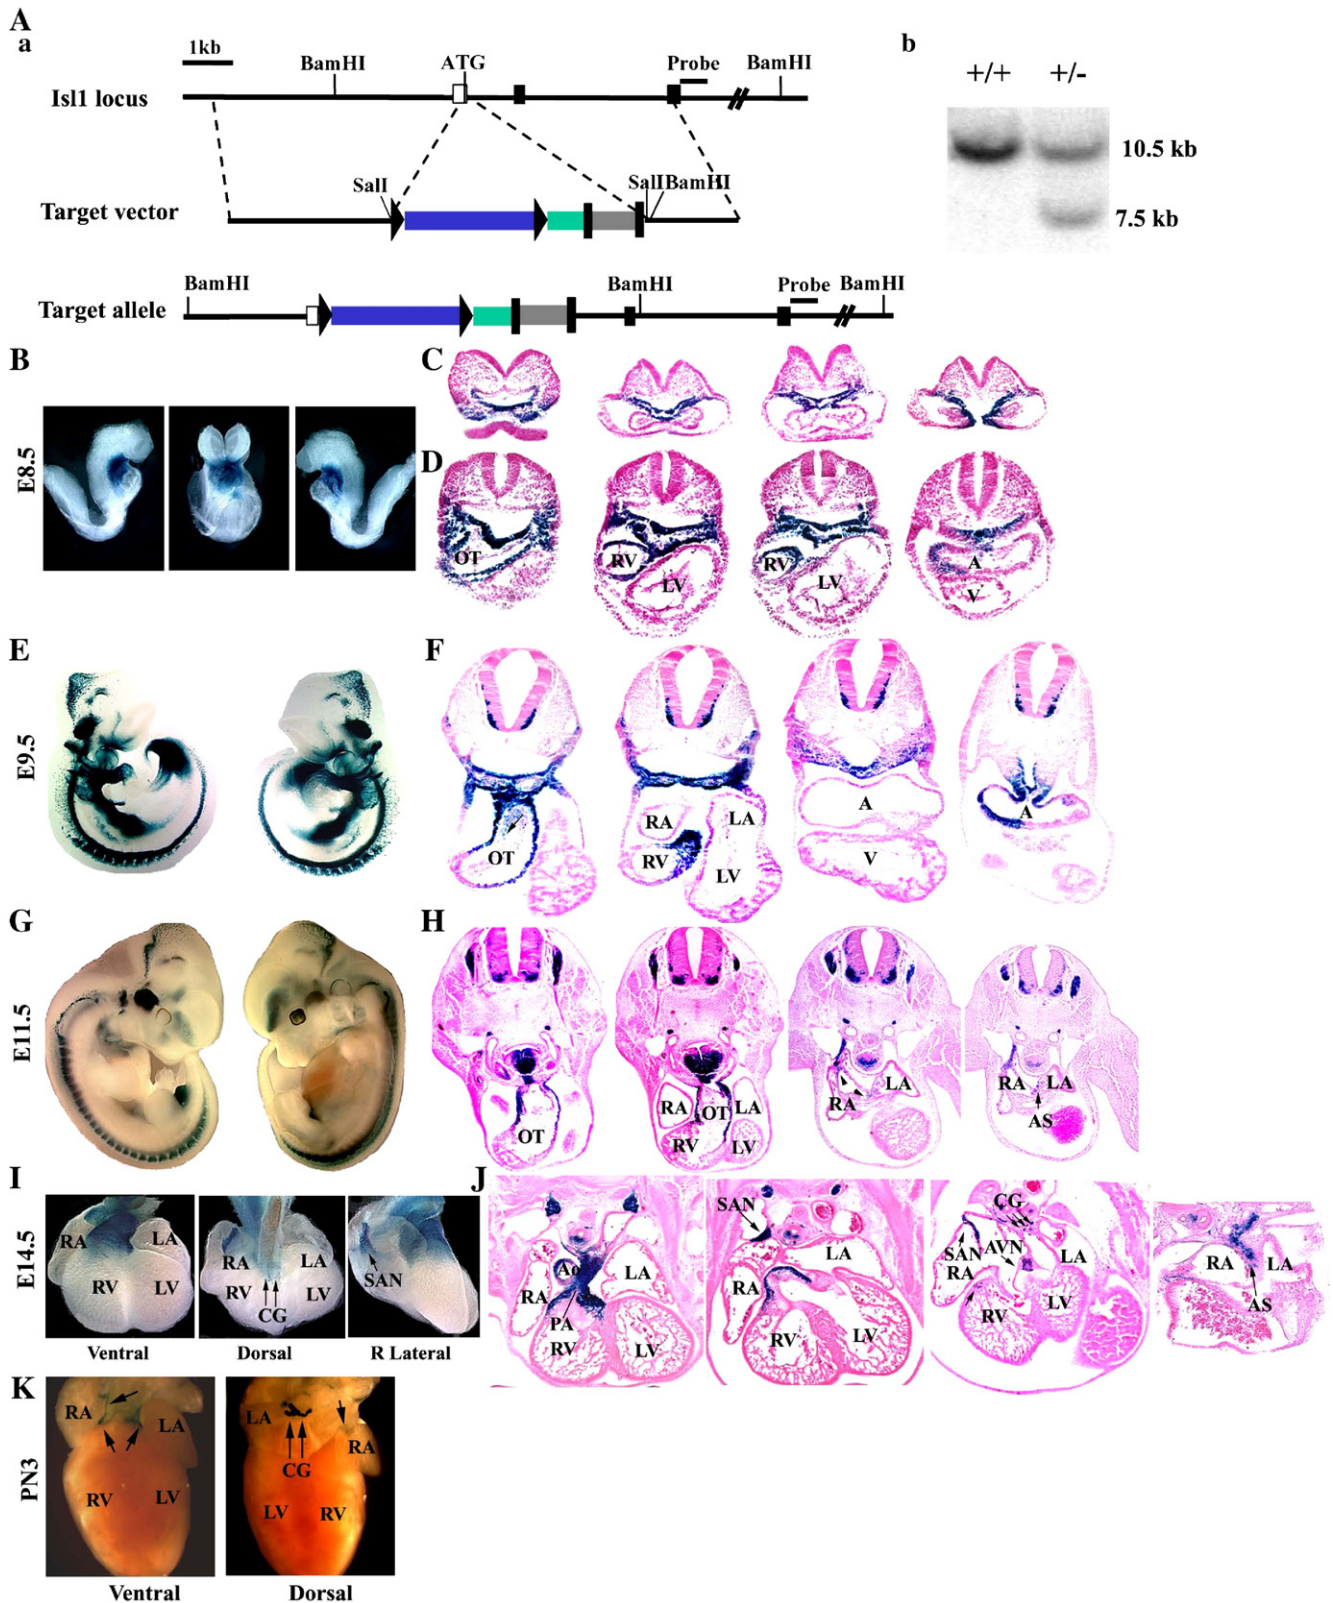 A
a
b
1kb
BamHI
ATG
Probe
BamHI
Isl1 locus
+/+
+/-
10.5 kb
7.5 kb
SalI
SalIBamHI
Target vector
BamHI
BamHI
Probe
BamHI
Target allele
B
E8.5
C
D
OT
RV
LV
RV
LV
A
V
E
E9.5
F
OT
RA
LA
RV
LV
A
V
A
G
E11.5
H
OT
RA
OT
LA
RV
LV
RA
LA
RA
LA
AS
I
E14.5
RA
LA
RV
LV
RA
LA
RV
LV
CG
SAN
Ventral
Dorsal
R Lateral
J
Ao
LA
RA
PA
RV
LV
SAN
LA
RA
RV
LV
CG
SAN
AVN
LA
RA
RV
LV
RA
LA
AS
K
PN3
RA
LA
RV
LV
LA
RA
CG
LV
RV
Ventral
Dorsal